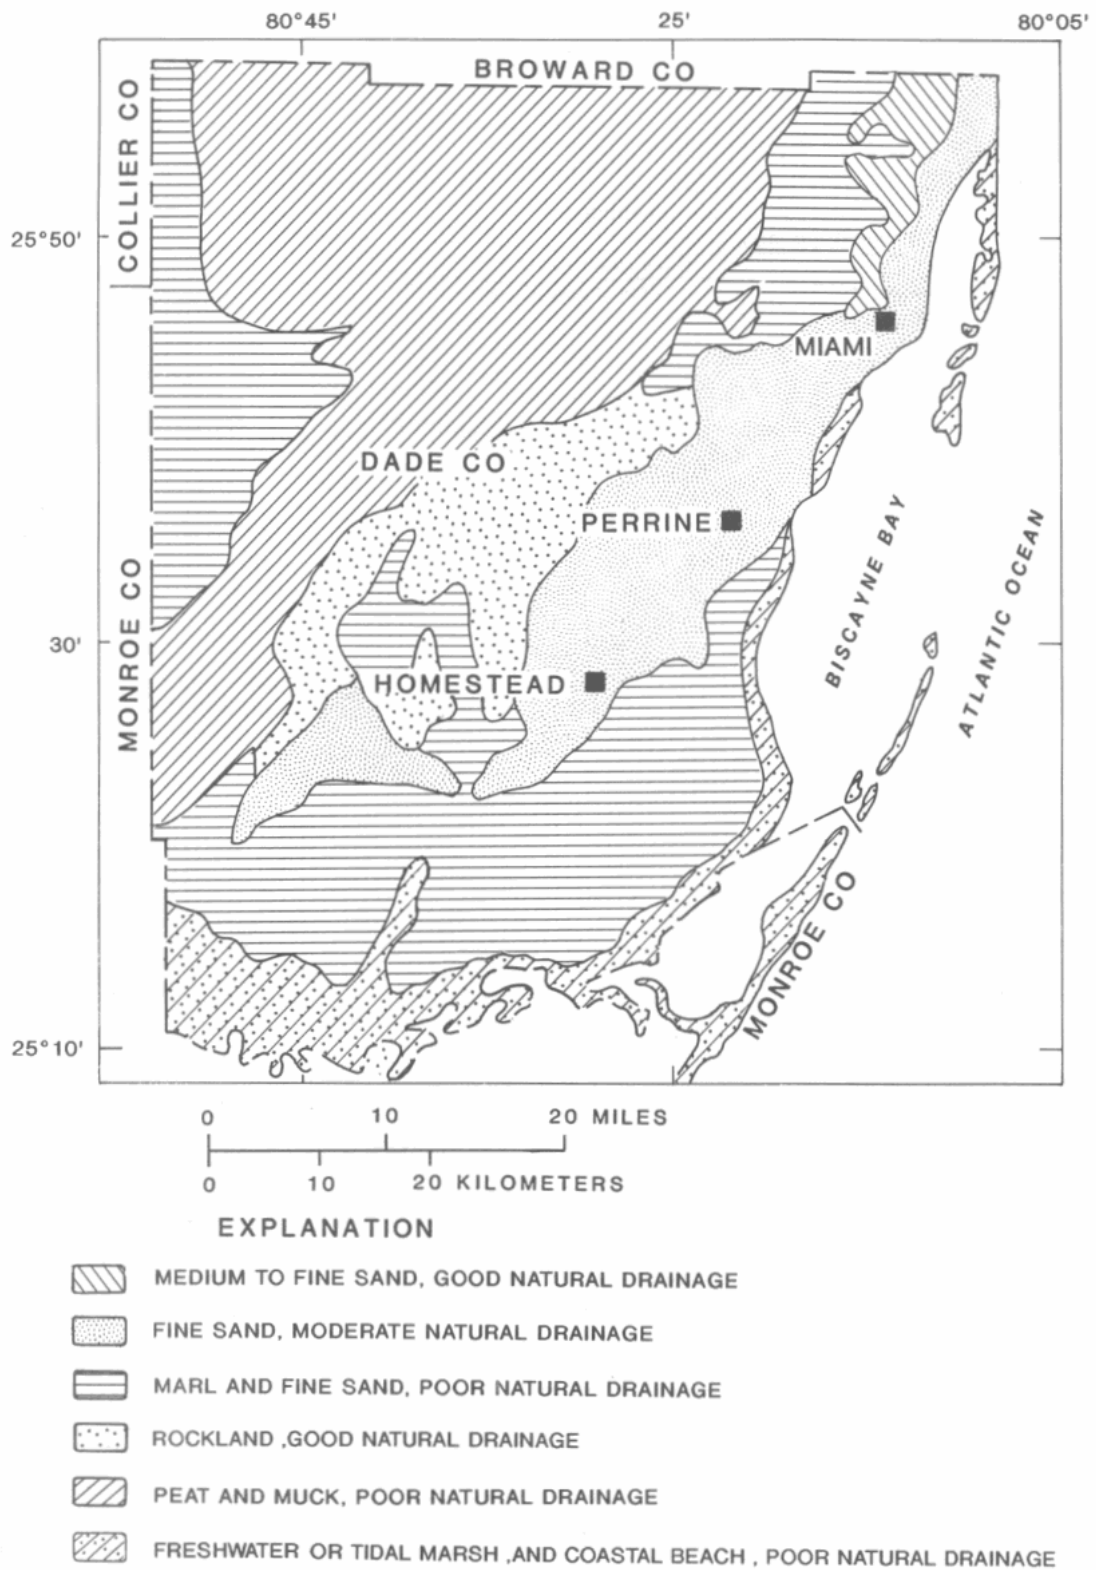 80°45' 25' 80°05'
BROWARD CO
COLLIER CO
25°50'
MIAMI
DADE CO
PERRINE
BISCAYNE BAY
ATLANTIC OCEAN
MONROE CO
30'
HOMESTEAD
MONROE CO
25°10'
0 10 20 MILES
0 10 20 KILOMETERS
EXPLANATION
MEDIUM TO FINE SAND, GOOD NATURAL DRAINAGE
FINE SAND, MODERATE NATURAL DRAINAGE
MARL AND FINE SAND, POOR NATURAL DRAINAGE
ROCKLAND ,GOOD NATURAL DRAINAGE
PEAT AND MUCK, POOR NATURAL DRAINAGE
FRESHWATER OR TIDAL MARSH ,AND COASTAL BEACH , POOR NATURAL DRAINAGE